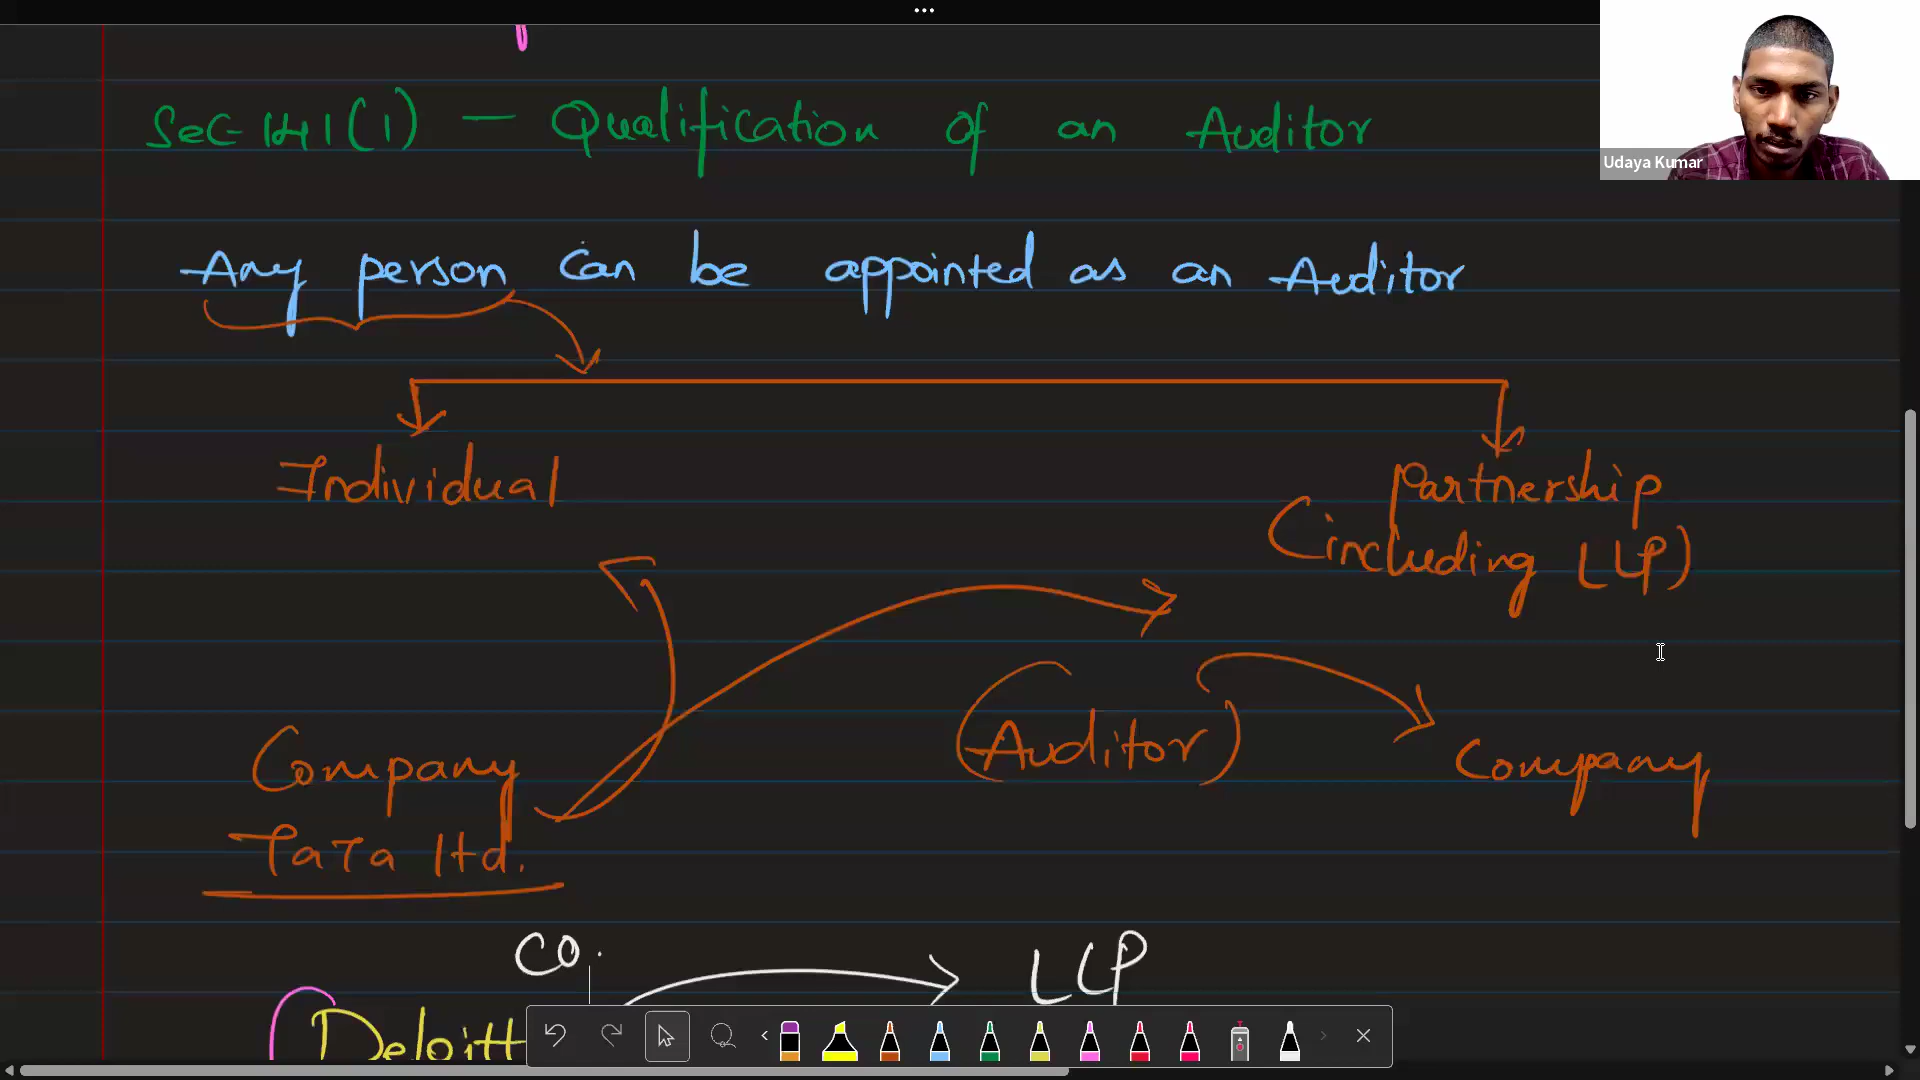 Sec 141(1) — Qualification of an Auditor
Udaya Kumar
Any person can be appointed as an Auditor
Individual
Partnership
(including LLP)
(Auditor)
Company
Company
TaTa ltd.
Co.
LLP
Deloitt